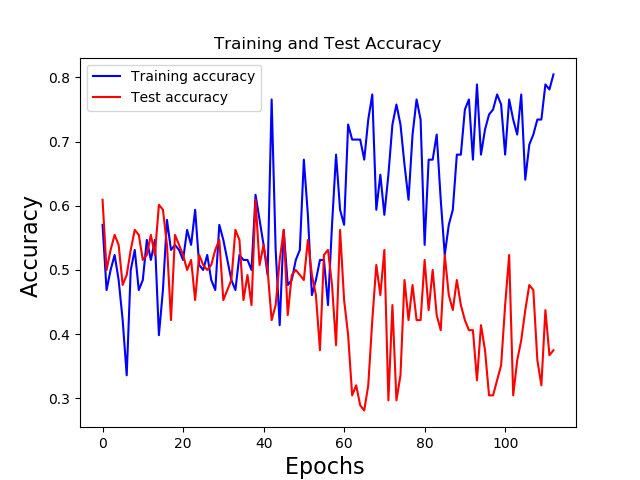 Training and Test Accuracy
Training accuracy
Test accuracy
Accuracy
0.8
0.7
0.6
0.5
0.4
0.3
0 20 40 60 80 100
Epochs